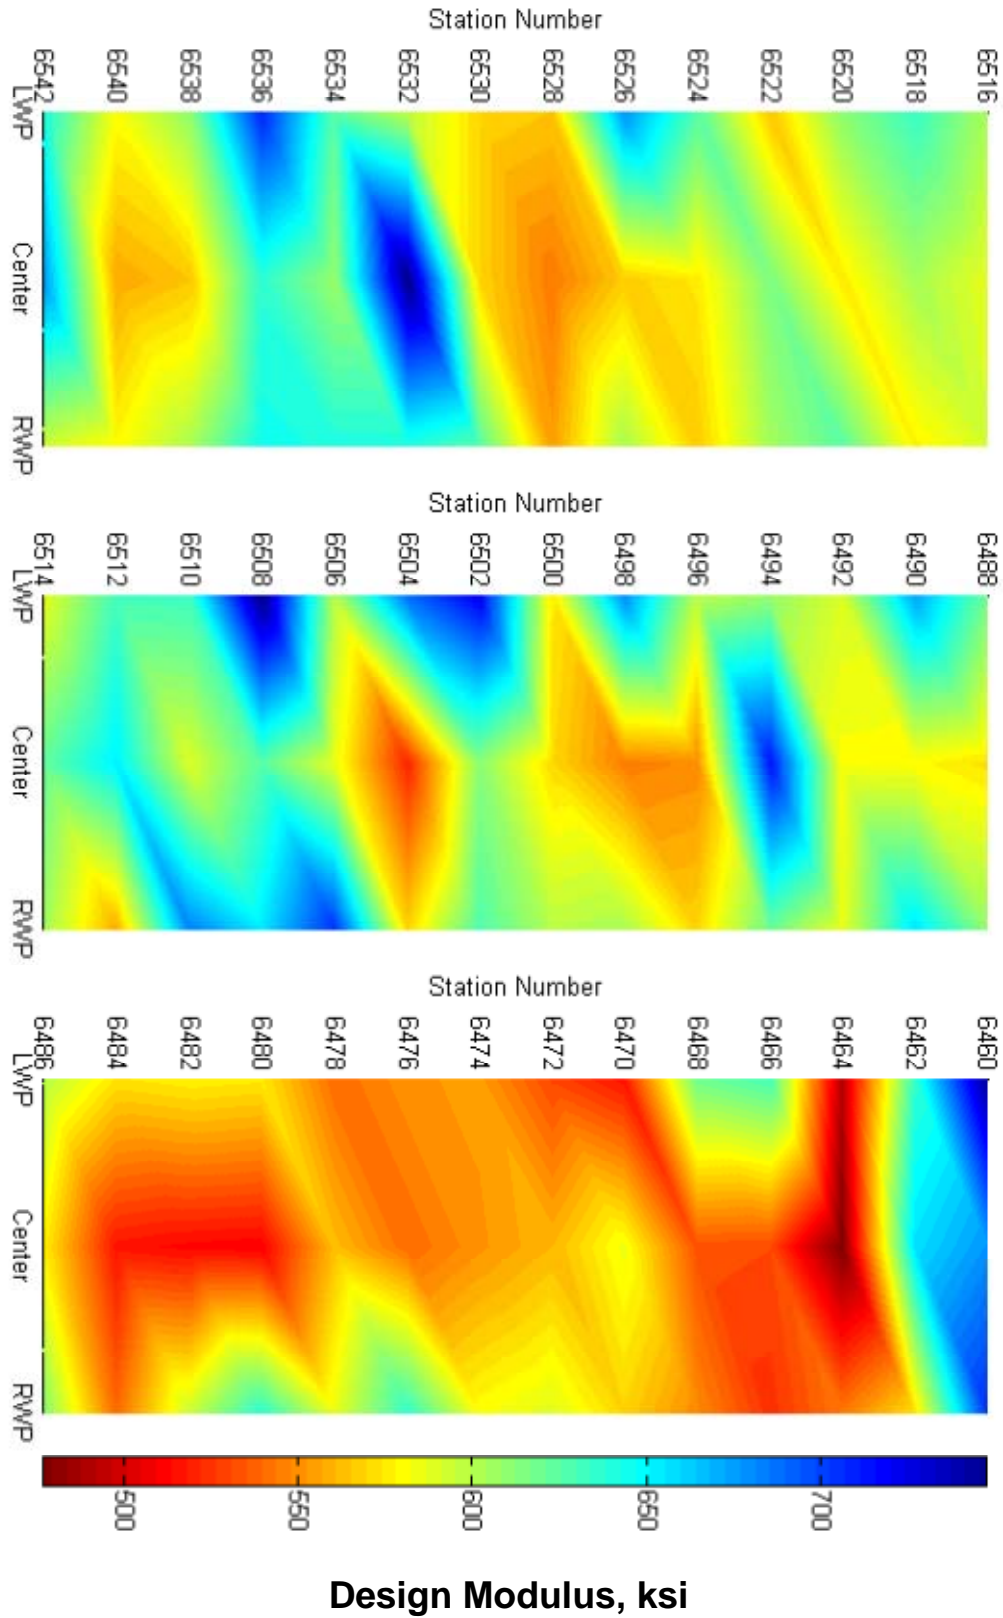 Station Number
6542 6540 6538 6536 6534 6532 6530 6528 6526 6524 6522 6520 6518 6516
LWP
Center
RWP
Station Number
6514 6512 6510 6508 6506 6504 6502 6500 6498 6496 6494 6492 6490 6488
LWP
Center
RWP
Station Number
6486 6484 6482 6480 6478 6476 6474 6472 6470 6468 6466 6464 6462 6460
LWP
Center
RWP
500 550 600 650 700
Design Modulus, ksi